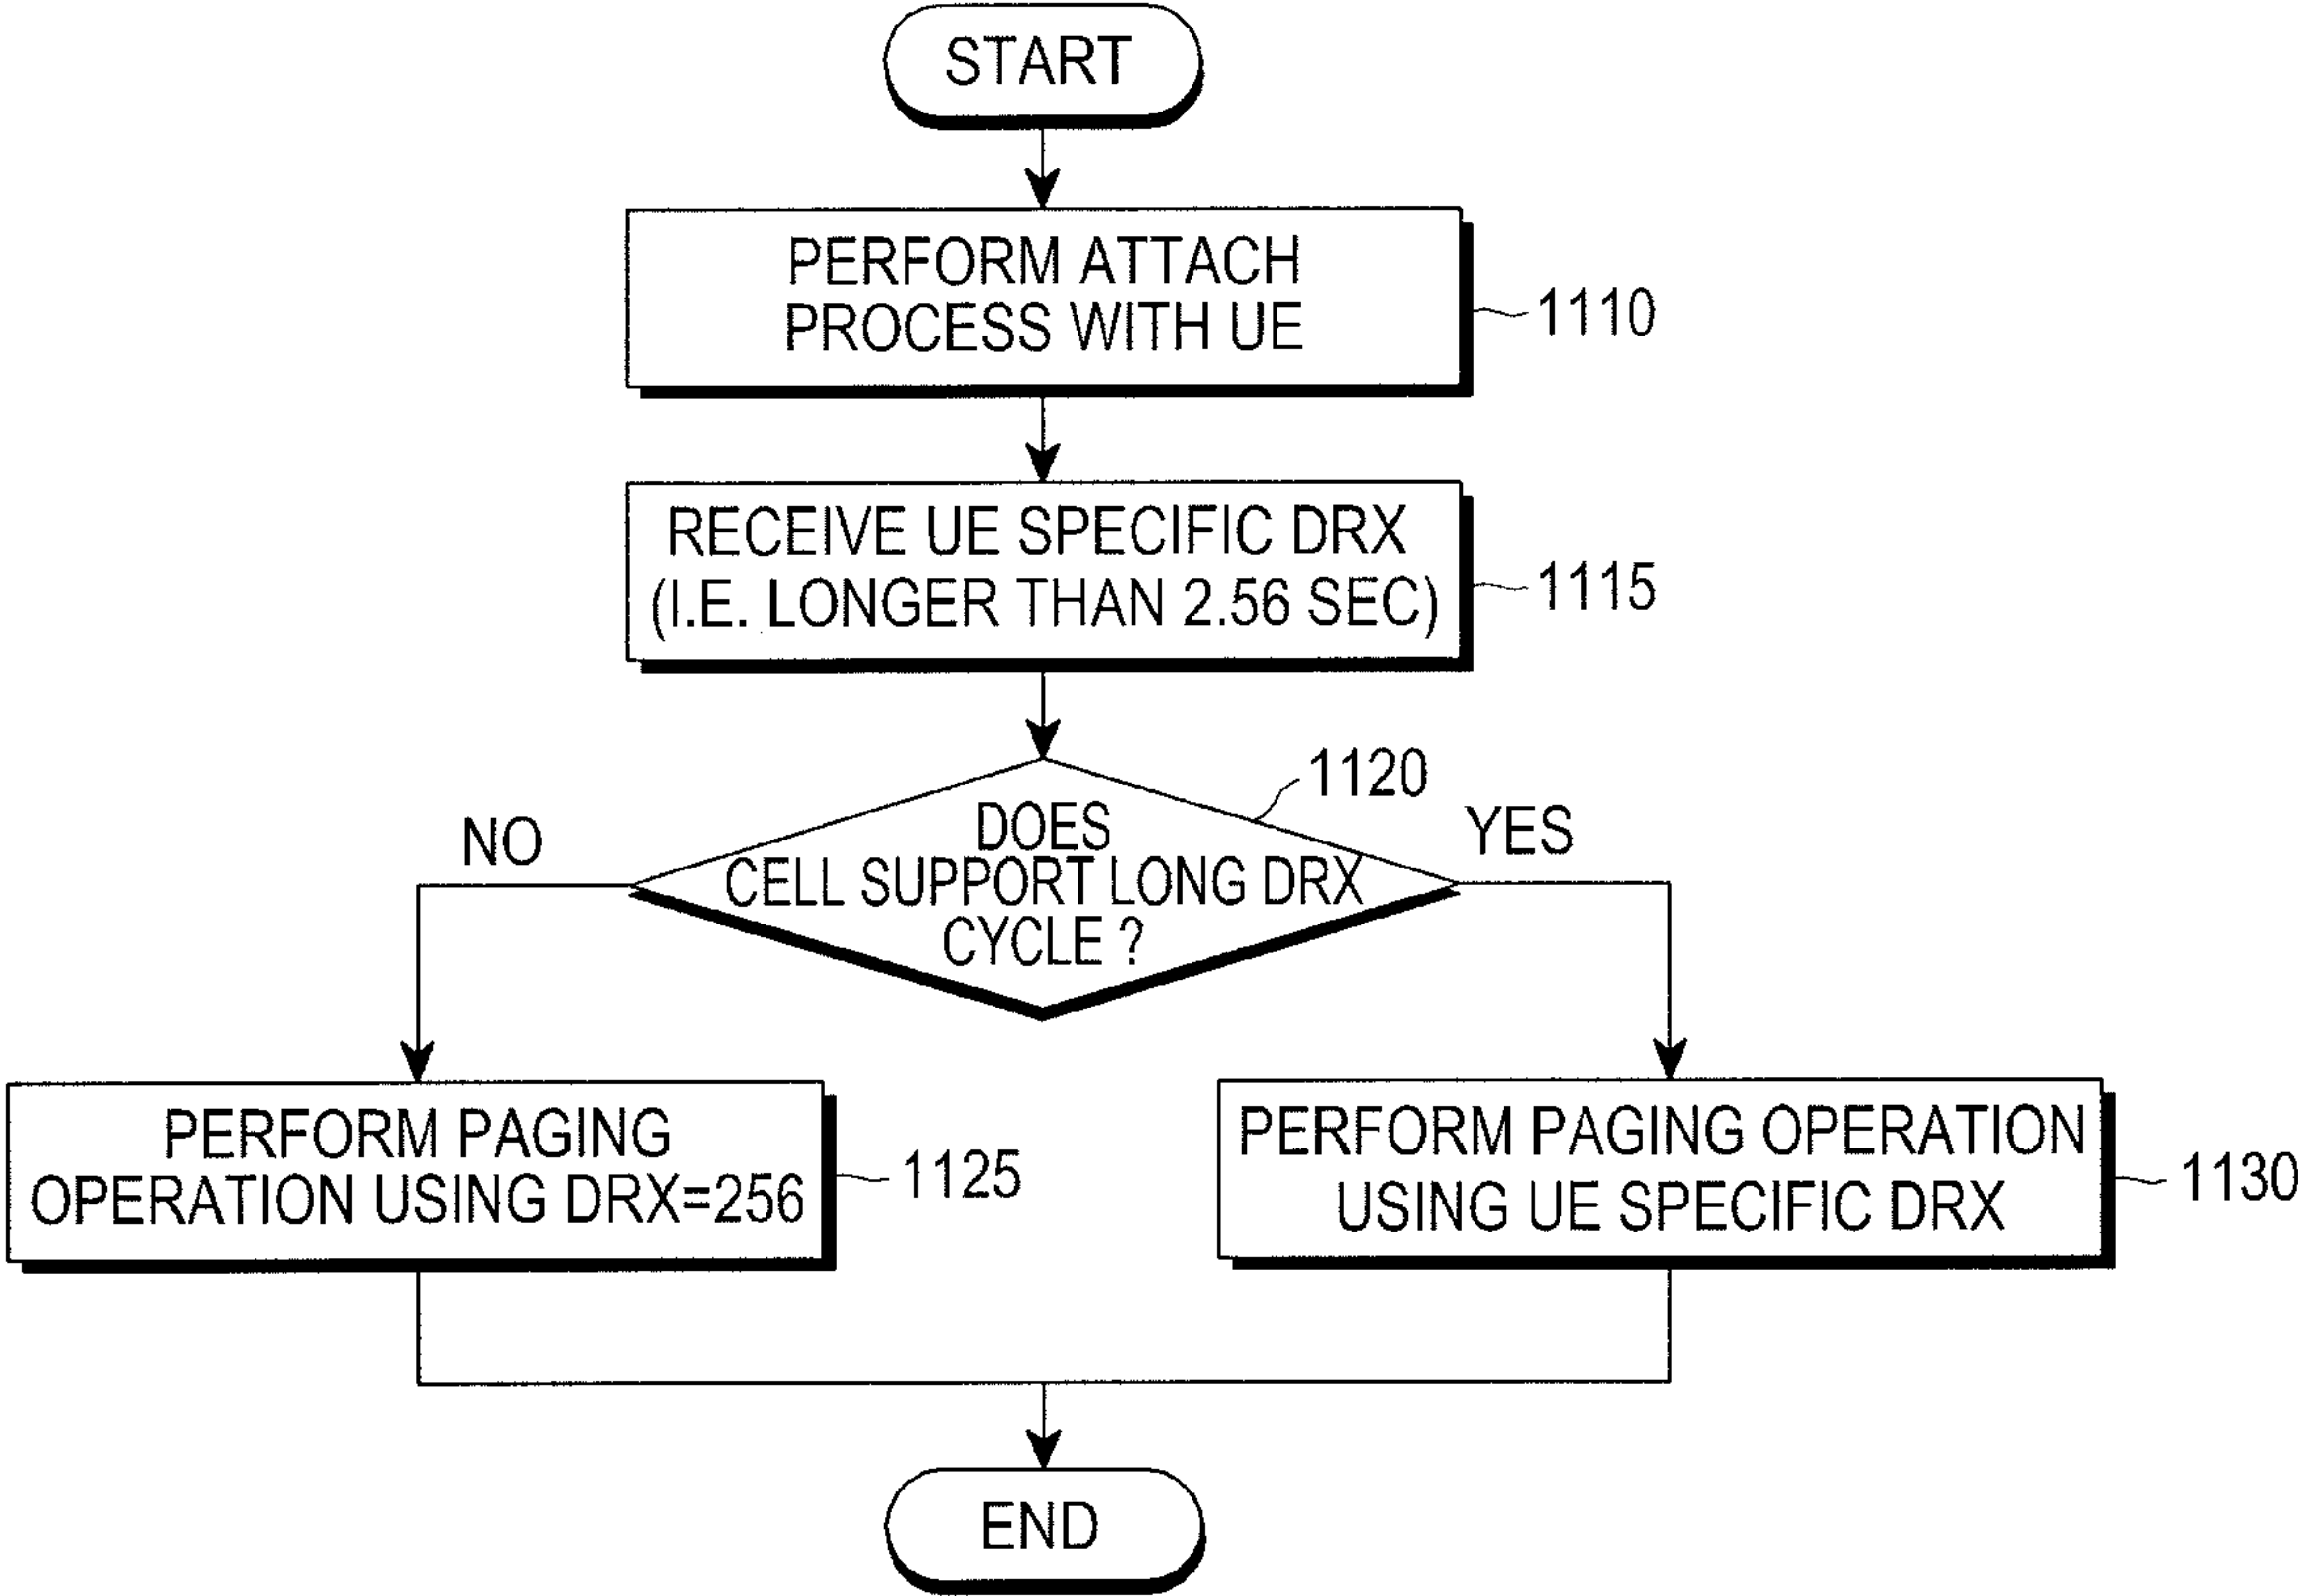 START
PERFORM ATTACH
PROCESS WITH UE
1110
RECEIVE UE SPECIFIC DRX
(I.E. LONGER THAN 2.56 SEC)
1115
1120
DOES
CELL SUPPORT LONG DRX
CYCLE ?
NO
YES
PERFORM PAGING
OPERATION USING DRX=256
1125
PERFORM PAGING OPERATION
USING UE SPECIFIC DRX
1130
END